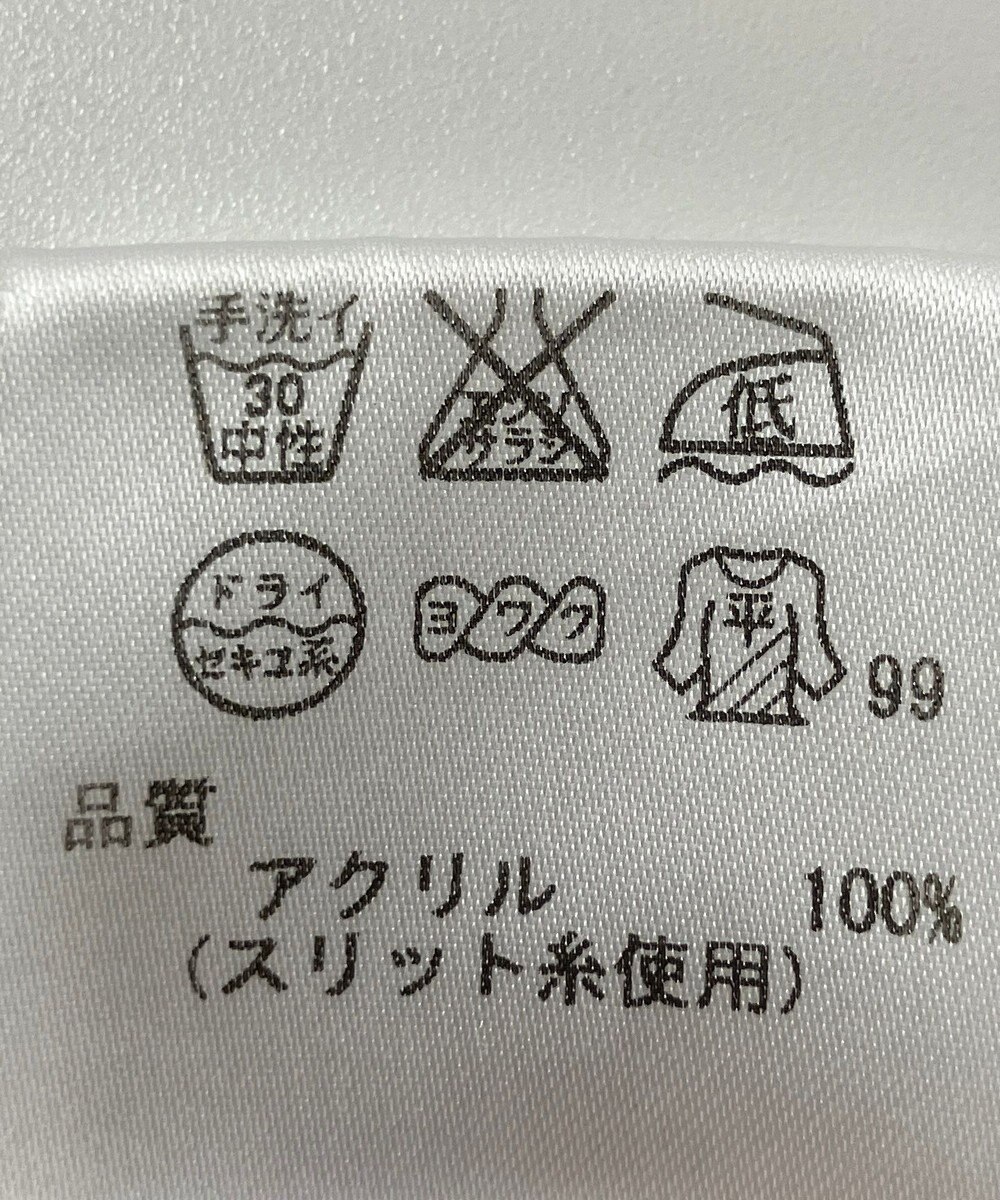 手洗イ
30
中性
エンソ
サラシ
低
ドライ
セキユ系
ヨワク
平
99
品質
アクリル 100%
(スリット糸使用)